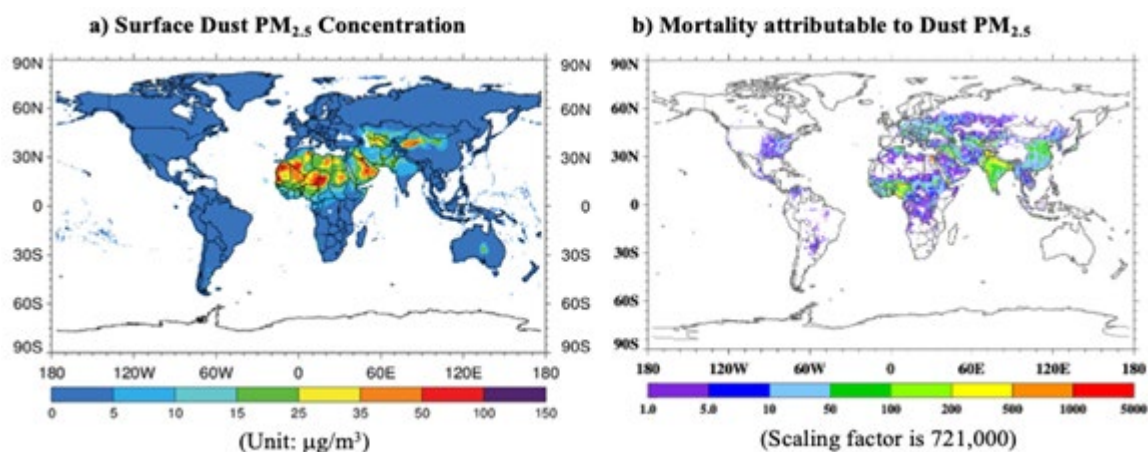 a) Surface Dust PM2.5 Concentration
b) Mortality attributable to Dust PM2.5
90N 90N 90N
60N 60N 60N
30N 30N 30N
0 0 0
30S 30S 30S
60S 60S 60S
90S 90S 90S
180 120W 60W 0 60E 120E 180
180 120W 60W 0 60E 120E 180
0 5 10 15 25 35 50 100 150
1.0 5.0 10 50 100 200 500 1000 5000
(Unit: μg/m³)
(Scaling factor is 721,000)